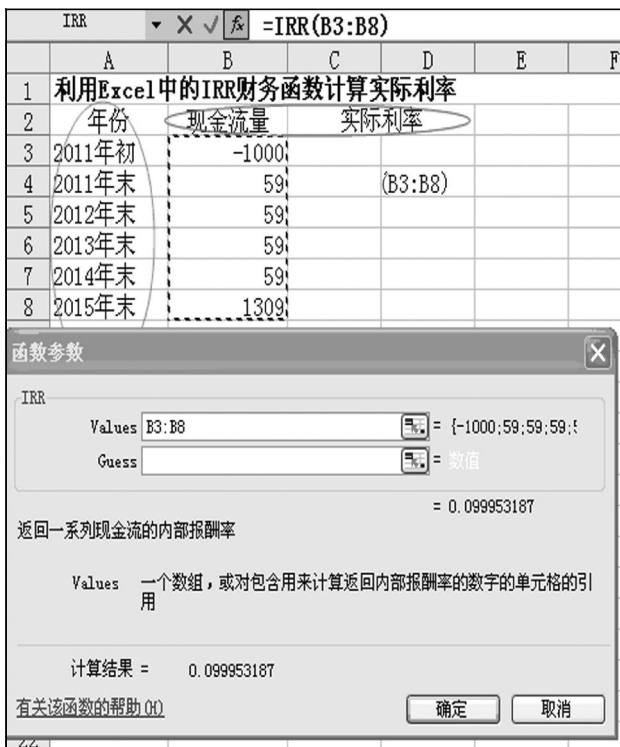 IRR =IRR(B3:B8)
A B C D E F
1 利用Excel中的IRR财务函数计算实际利率
2 年份 现金流量 实际利率
3 2011年初 -1000
4 2011年末 59 (B3:B8)
5 2012年末 59
6 2013年末 59
7 2014年末 59
8 2015年末 1309
函数参数
IRR
Values B3:B8 = {-1000;59;59;59;5
Guess = 数值
= 0.099953187
返回一系列现金流的内部报酬率
Values 一个数组，或对包含用来计算返回内部报酬率的数字的单元格的引
用
计算结果 = 0.099953187
有关该函数的帮助(H) 确定 取消